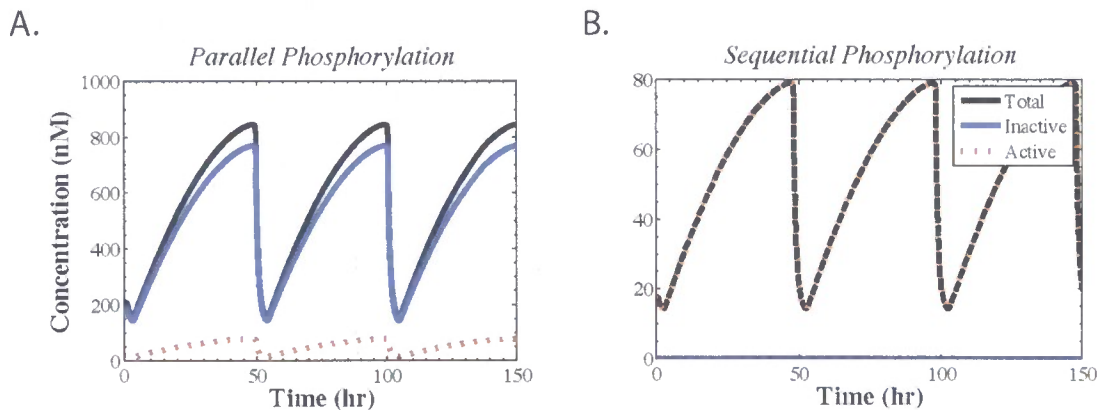 A.
Parallel Phosphorylation
Concentration (nM)
1000
800
600
400
200
0
0 50 100 150
Time (hr)
B.
Sequential Phosphorylation
80
60
40
20
0
0 50 100 150
Time (hr)
Total
Inactive
Active